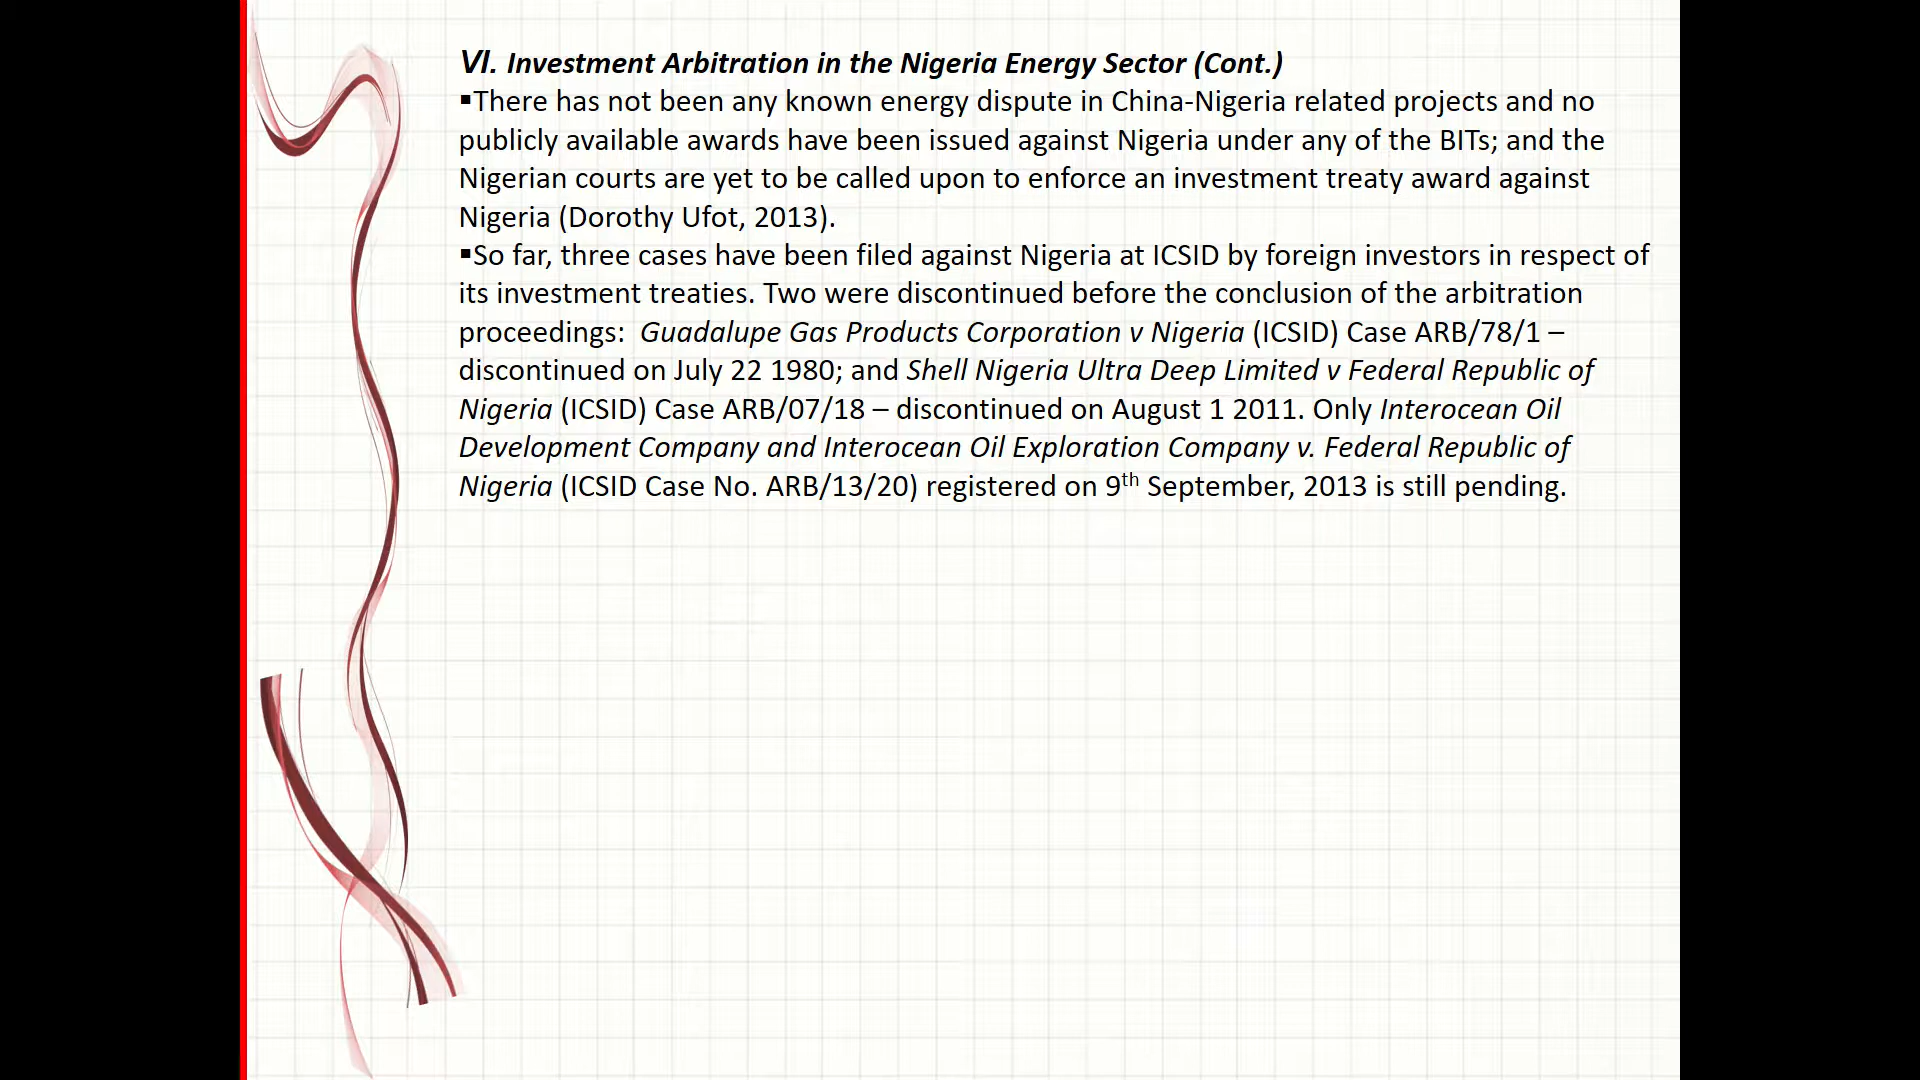 VI. Investment Arbitration in the Nigeria Energy Sector (Cont.)
▪There has not been any known energy dispute in China-Nigeria related projects and no
publicly available awards have been issued against Nigeria under any of the BITs; and the
Nigerian courts are yet to be called upon to enforce an investment treaty award against
Nigeria (Dorothy Ufot, 2013).
▪So far, three cases have been filed against Nigeria at ICSID by foreign investors in respect of
its investment treaties. Two were discontinued before the conclusion of the arbitration
proceedings:  Guadalupe Gas Products Corporation v Nigeria (ICSID) Case ARB/78/1 –
discontinued on July 22 1980; and Shell Nigeria Ultra Deep Limited v Federal Republic of
Nigeria (ICSID) Case ARB/07/18 – discontinued on August 1 2011. Only Interocean Oil
Development Company and Interocean Oil Exploration Company v. Federal Republic of
Nigeria (ICSID Case No. ARB/13/20) registered on 9th September, 2013 is still pending.